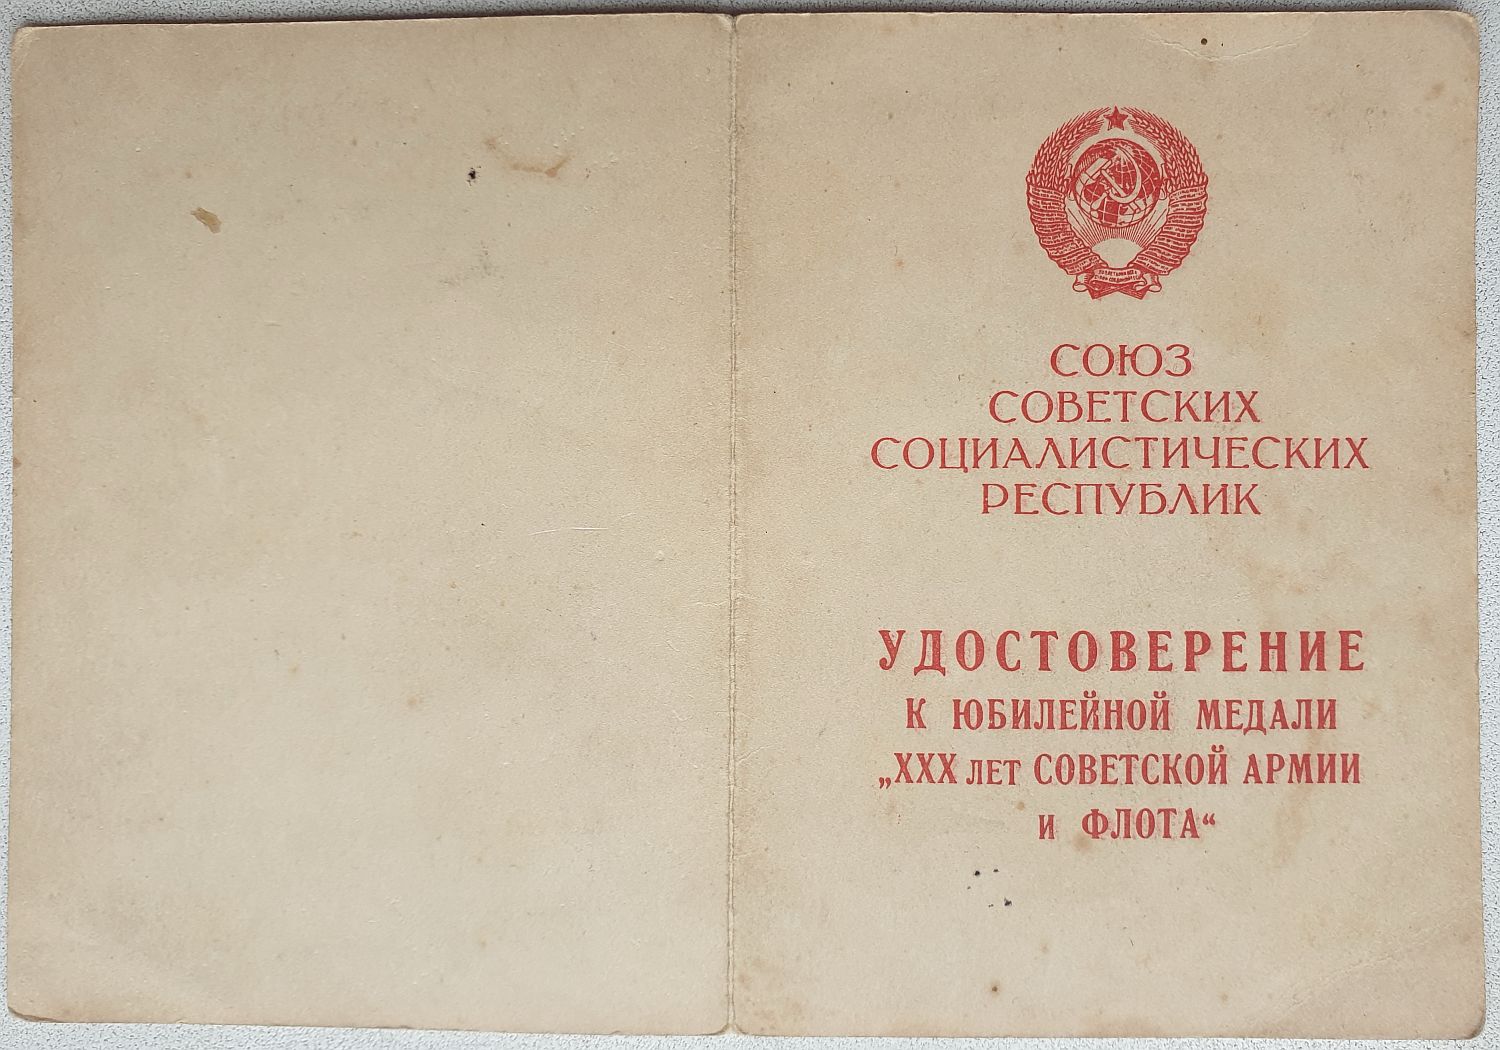 СОЮЗ
СОВЕТСКИХ
СОЦИАЛИСТИЧЕСКИХ
РЕСПУБЛИК
УДОСТОВЕРЕНИЕ
К ЮБИЛЕЙНОЙ МЕДАЛИ
„XXX ЛЕТ СОВЕТСКОЙ АРМИИ
И ФЛОТА“